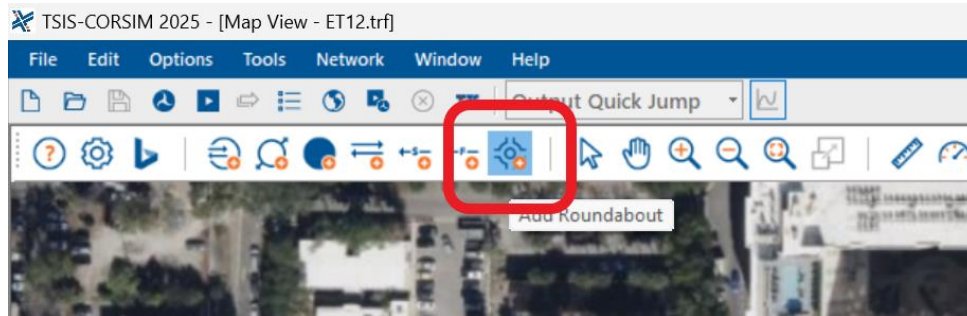 TSIS-CORSIM 2025 - [Map View - ET12.trf]
File Edit Options Tools Network Window Help
Output Quick Jump
?
←S− −F−
Add Roundabout